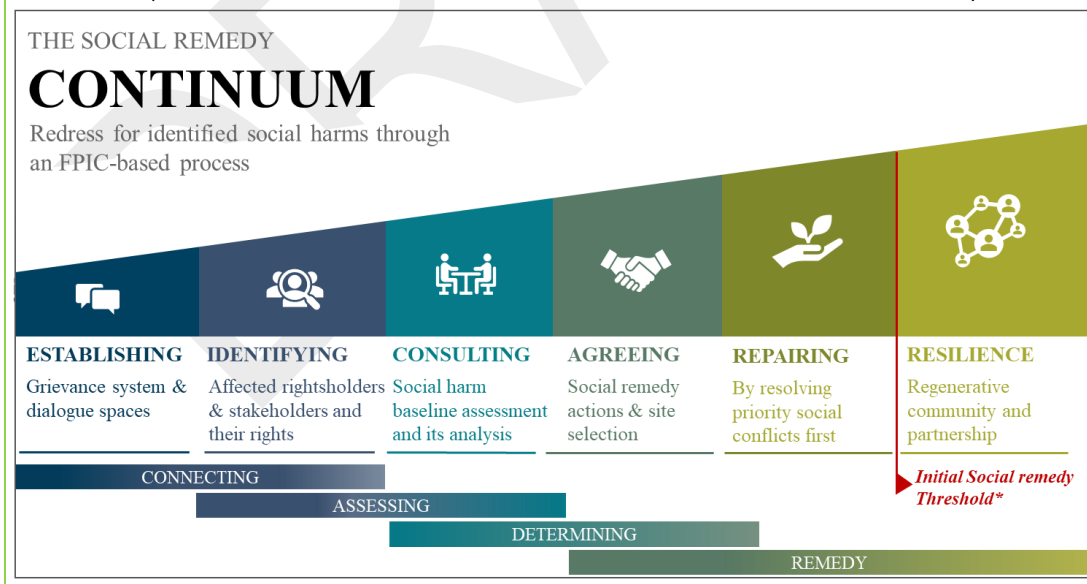 THE SOCIAL REMEDY
CONTINUUM
Redress for identified social harms through
an FPIC-based process
ESTABLISHING
Grievance system &
dialogue spaces
IDENTIFYING
Affected rightsholders
& stakeholders and
their rights
CONSULTING
Social harm
baseline assessment
and its analysis
AGREEING
Social remedy
actions & site
selection
REPAIRING
By resolving
priority social
conflicts first
RESILIENCE
Regenerative
community and
partnership
Initial Social remedy
Threshold*
CONNECTING
ASSESSING
DETERMINING
REMEDY